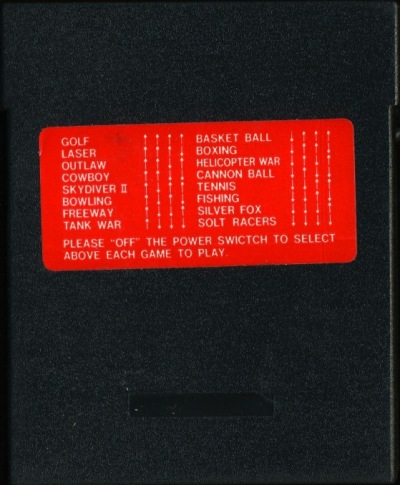 GOLF
LASER
OUTLAW
COWBOY
SKYDIVER II
BOWLING
FREEWAY
TANK WAR
BASKET BALL
BOXING
HELICOPTER WAR
CANNON BALL
TENNIS
FISHING
SILVER FOX
SOLT RACERS
PLEASE "OFF" THE POWER SWICTCH TO SELECT
ABOVE EACH GAME TO PLAY.